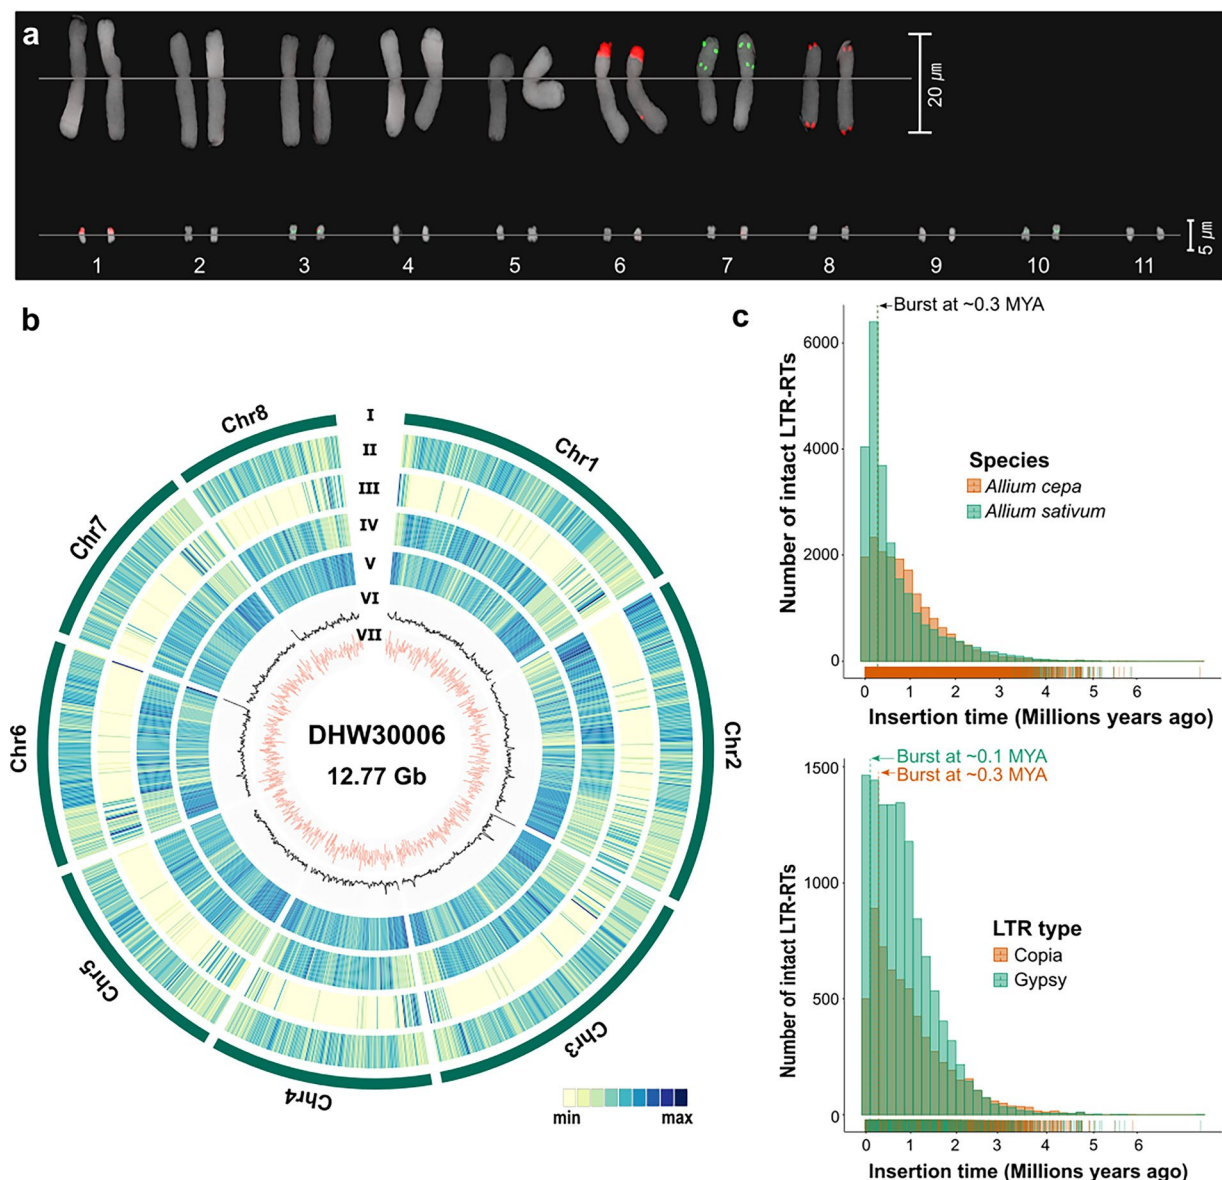 a
20 µm
5 µm
1 2 3 4 5 6 7 8 9 10 11
b
Chr8
Chr1
Chr7
Chr2
Chr6
Chr5
Chr3
Chr4
I
II
III
IV
V
VI
VII
DHW30006
12.77 Gb
min max
c
Burst at ~0.3 MYA
Number of intact LTR-RTs
6000
4000
2000
0
Species
Allium cepa
Allium sativum
0 1 2 3 4 5 6
Insertion time (Millions years ago)
Burst at ~0.1 MYA
Burst at ~0.3 MYA
Number of intact LTR-RTs
1500
1000
500
0
LTR type
Copia
Gypsy
0 1 2 3 4 5 6
Insertion time (Millions years ago)